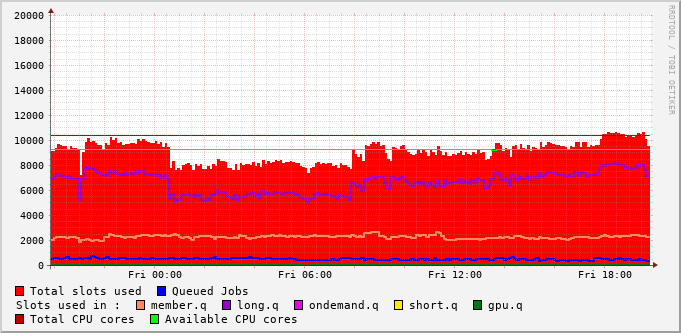 20000
18000
16000
14000
12000
10000
8000
6000
4000
2000
0
Fri 00:00 Fri 06:00 Fri 12:00 Fri 18:00
RRDTOOL / TOBI OETIKER
Total slots used Queued Jobs
Slots used in : member.q long.q ondemand.q short.q gpu.q
Total CPU cores Available CPU cores